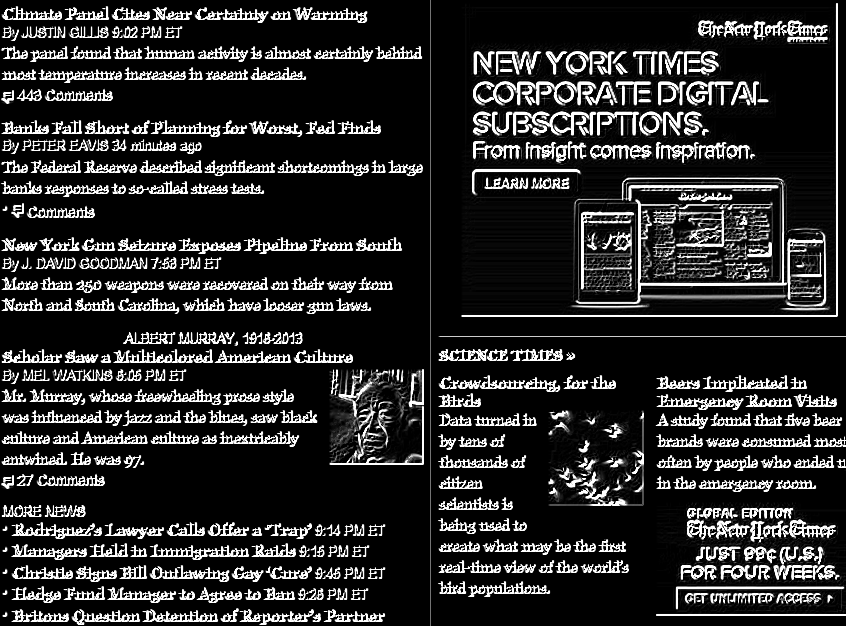 Climate Panel Cites Near Certainty on Warming
By JUSTIN GILLIS 9:02 PM ET
The panel found that human activity is almost certainly behind
most temperature increases in recent decades.
443 Comments
Banks Fall Short of Planning for Worst, Fed Finds
By PETER EAVIS 34 minutes ago
The Federal Reserve described significant shortcomings in large
banks responses to so-called stress tests.
· Comments
New York Gun Seizure Exposes Pipeline From South
By J. DAVID GOODMAN 7:53 PM ET
More than 250 weapons were recovered on their way from
North and South Carolina, which have looser gun laws.
ALBERT MURRAY, 1916-2013
Scholar Saw a Multicolored American Culture
By MEL WATKINS 8:05 PM ET
Mr. Murray, whose freewheeling prose style
was influenced by jazz and the blues, saw black
culture and American culture as inextricably
entwined. He was 97.
27 Comments
MORE NEWS
· Rodriguez's Lawyer Calls Offer a 'Trap' 9:14 PM ET
· Managers Held in Immigration Raids 9:15 PM ET
· Christie Signs Bill Outlawing Gay 'Cure' 9:45 PM ET
· Hedge Fund Manager to Agree to Ban 9:26 PM ET
· Britons Question Detention of Reporter's Partner
The New York Times
NEW YORK TIMES
CORPORATE DIGITAL
SUBSCRIPTIONS.
From insight comes inspiration.
LEARN MORE
SCIENCE TIMES »
Crowdsourcing, for the
Birds
Data turned in
by tens of
thousands of
citizen
scientists is
being used to
create what may be the first
real-time view of the world's
bird populations.
Beers Implicated in
Emergency Room Visits
A study found that five beer
brands were consumed most
often by people who ended u
in the emergency room.
GLOBAL EDITION
The New York Times
JUST 99¢ (U.S.)
FOR FOUR WEEKS.
GET UNLIMITED ACCESS